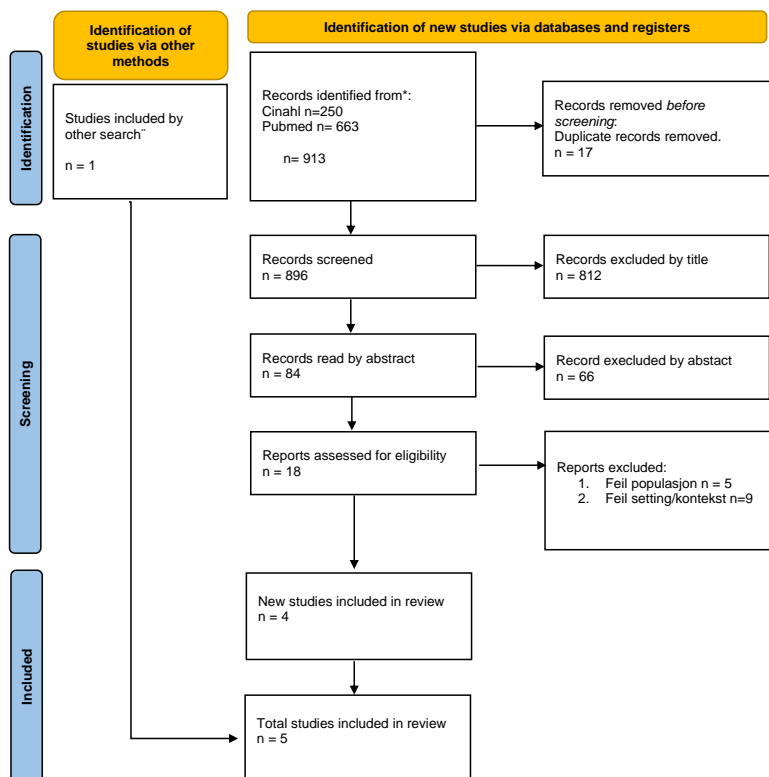 Identification of
studies via other
methods
Identification of new studies via databases and registers
Identification
Studies included by
other search¨
n = 1
Records identified from*:
Cinahl n=250
Pubmed n= 663
n= 913
Records removed before
screening:
Duplicate records removed.
n = 17
Screening
Records screened
n = 896
Records excluded by title
n = 812
Records read by abstract
n = 84
Record execluded by abstact
n = 66
Reports assessed for eligibility
n = 18
Reports excluded:
1. Feil populasjon n = 5
2. Feil setting/kontekst n=9
Included
New studies included in review
n = 4
Total studies included in review
n = 5